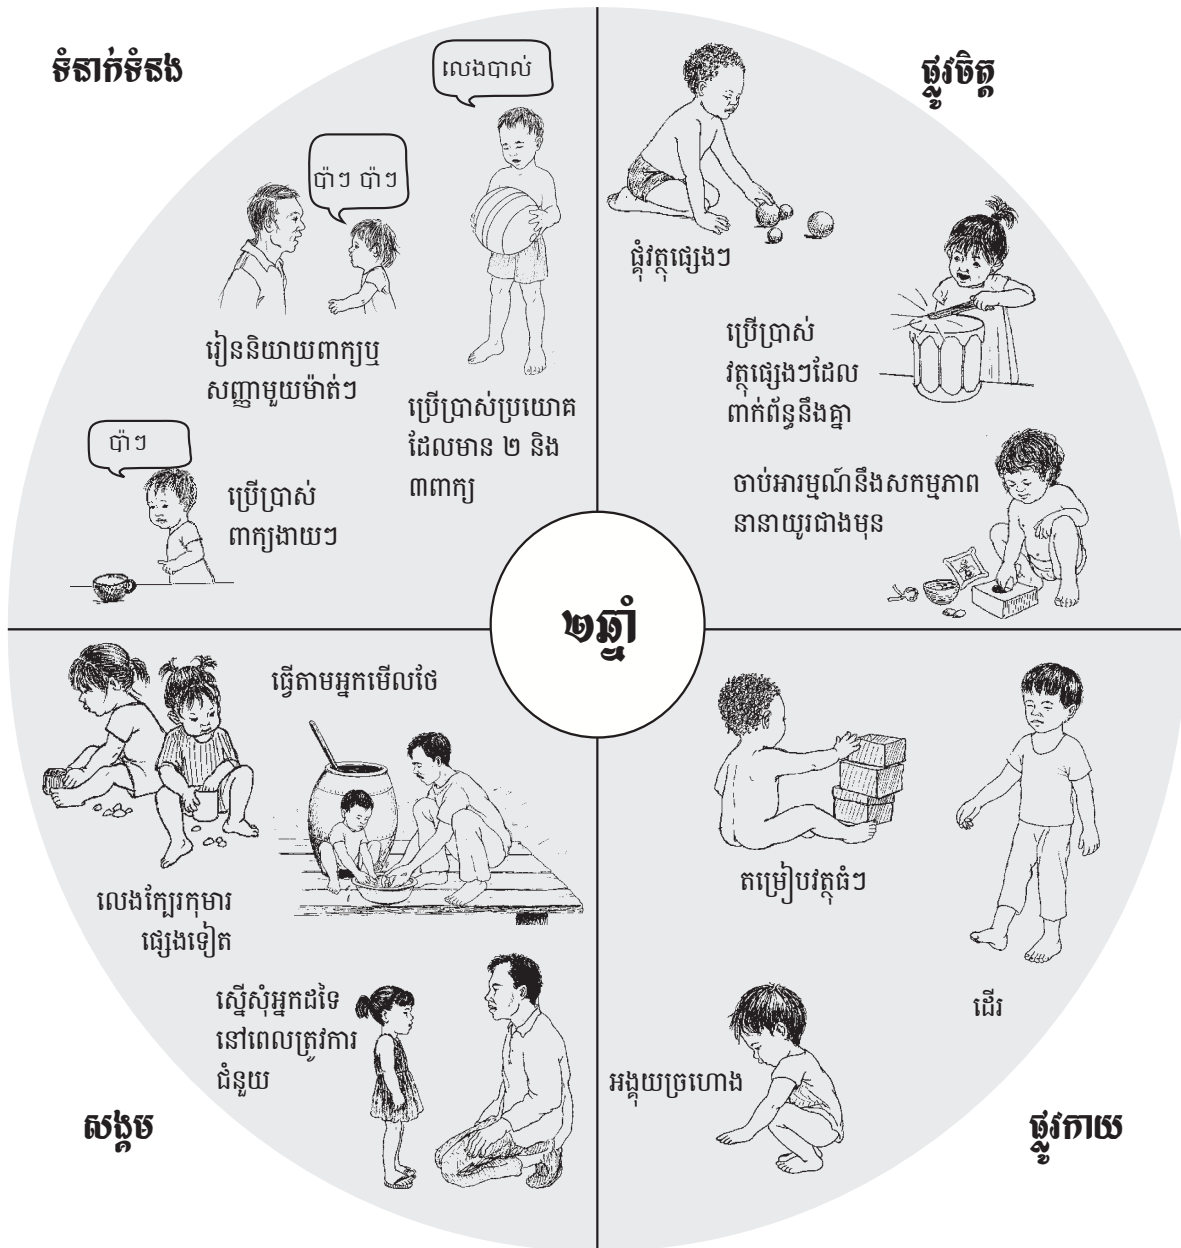 ទំនាក់ទំនង
លេងបាល់
ប៉ាៗ ប៉ាៗ
រៀននិយាយពាក្យឬ
សញ្ញាមួយម៉ាត់ៗ
ប្រើប្រាស់ប្រយោគ
ដែលមាន ២ និង
៣ពាក្យ
ប៉ាៗ
ប្រើប្រាស់
ពាក្យងាយៗ
ផ្លូវចិត្ត
ផ្គុំវត្ថុផ្សេងៗ
ប្រើប្រាស់
វត្ថុផ្សេងៗដែល
ពាក់ព័ន្ធនឹងគ្នា
ចាប់អារម្មណ៍នឹងសកម្មភាព
នានាយូរជាងមុន
២ឆ្នាំ
ធ្វើតាមអ្នកមើលថែ
លេងក្បែរកុមារ
ផ្សេងទៀត
ស្នើសុំអ្នកដទៃ
នៅពេលត្រូវការ
ជំនួយ
សង្គម
តម្រៀបវត្ថុធំៗ
ដើរ
អង្គុយច្រហោង
ផ្លូវកាយ